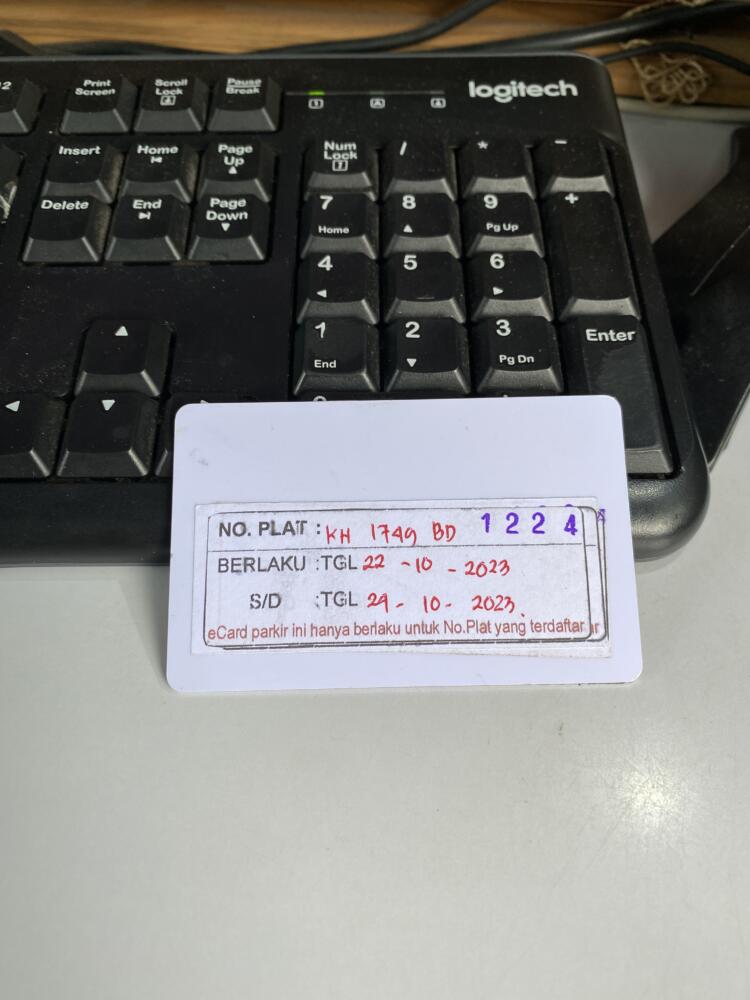 12 Print Screen Scroll Lock Pause Break 1 A logitech
Insert Home Page Up Num Lock / * -
Delete End Page Down 7 Home 8 9 Pg Up +
4 5 6
1 End 2 3 Pg Dn Enter
NO. PLAT : KH 1749 BD 1224
BERLAKU :TGL 22 - 10 - 2023
S/D :TGL 29 - 10 - 2023.
eCard parkir ini hanya berlaku untuk No.Plat yang terdaftar